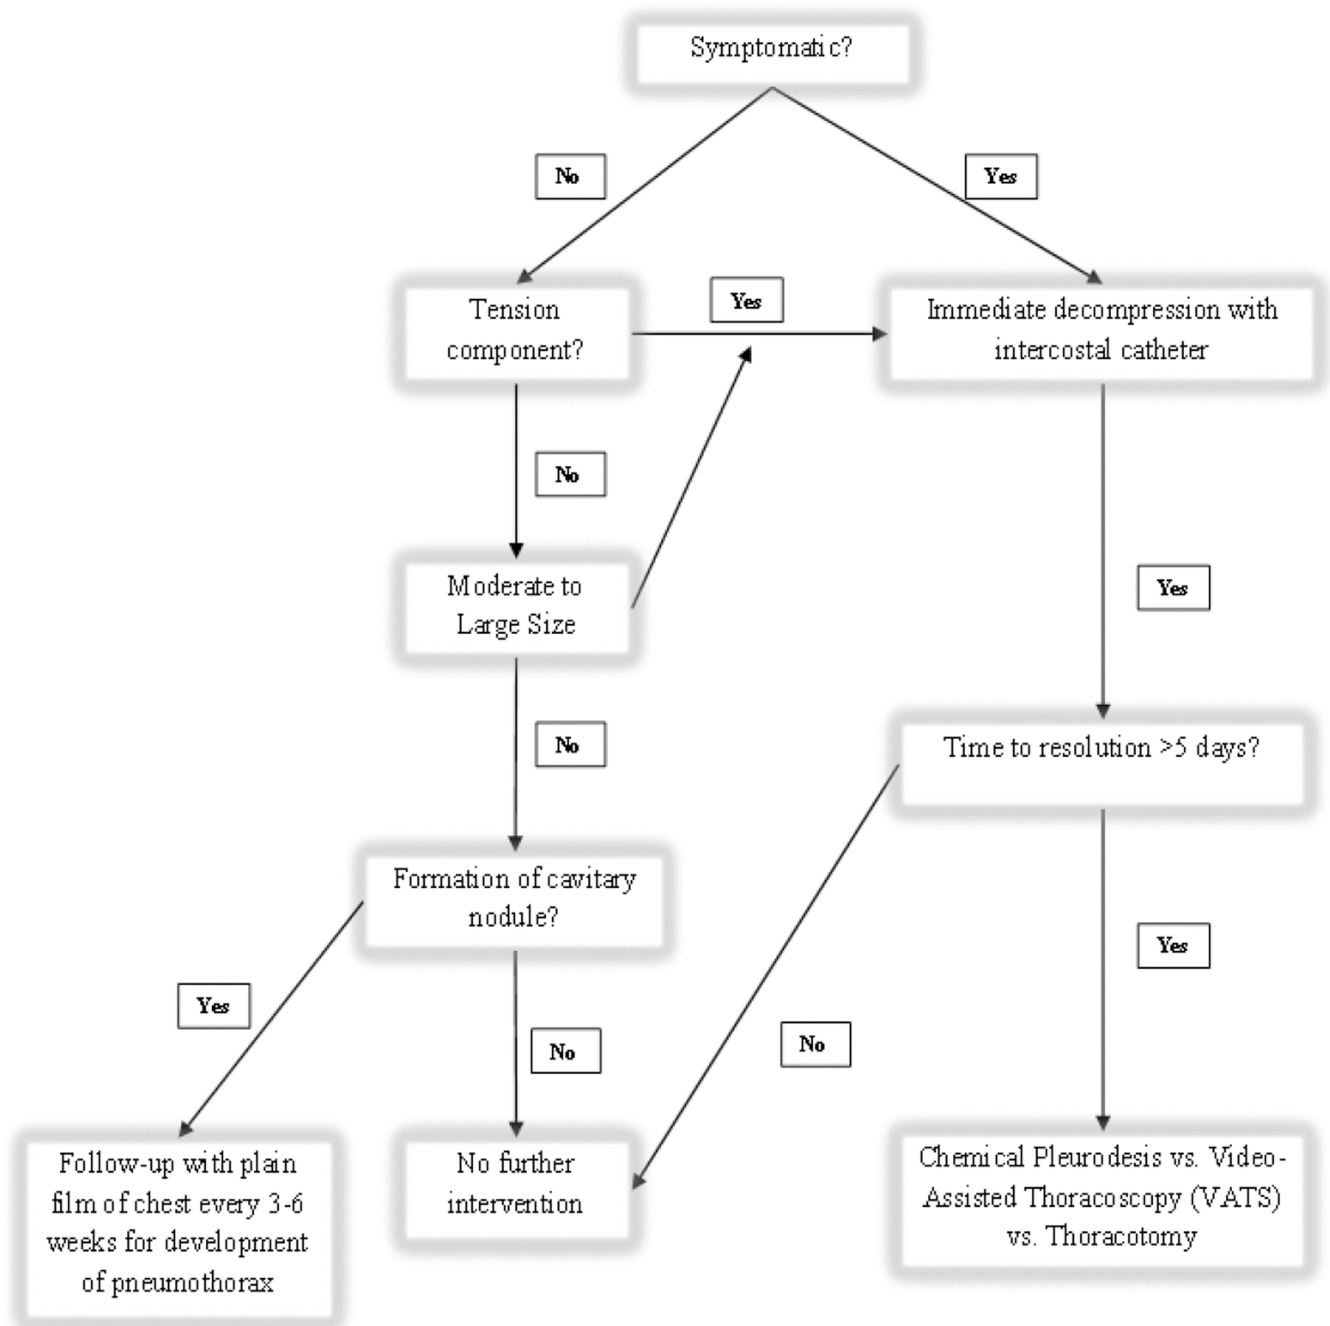 Symptomatic?
No
Yes
Tension
component?
Yes
Immediate decompression with
intercostal catheter
No
Moderate to
Large Size
Yes
No
Time to resolution >5 days?
Formation of cavitary
nodule?
Yes
Yes
No
No
Follow-up with plain
film of chest every 3-6
weeks for development
of pneumothorax
No further
intervention
Chemical Pleurodesis vs. Video-
Assisted Thoracoscopy (VATS)
vs. Thoracotomy